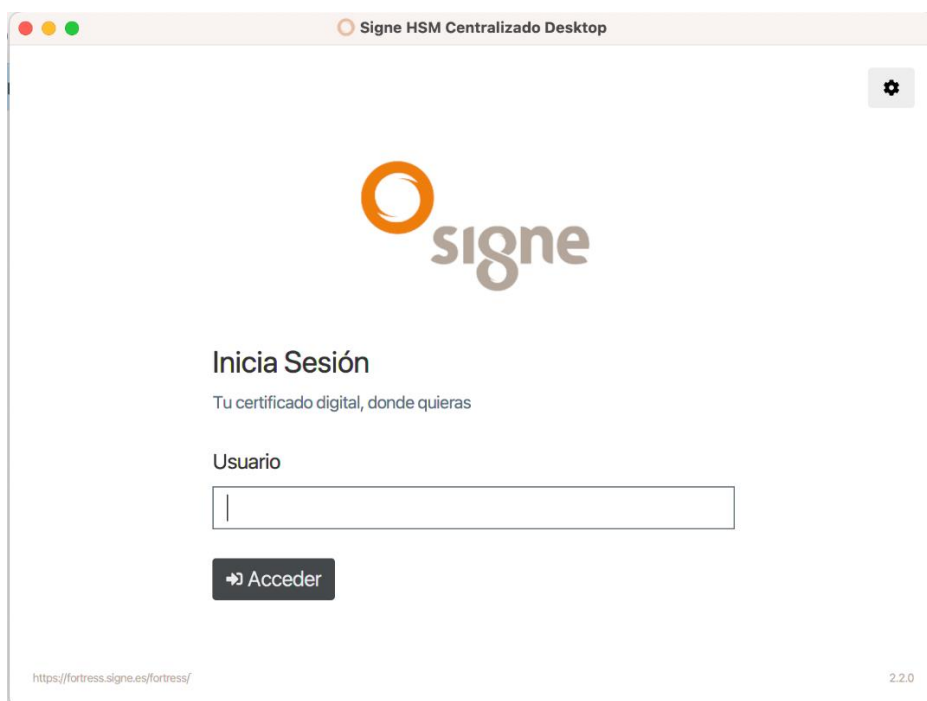 Signe HSM Centralizado Desktop
signe
Inicia Sesión
Tu certificado digital, donde quieras
Usuario
Acceder
https://fortress.signe.es/fortress/
2.2.0